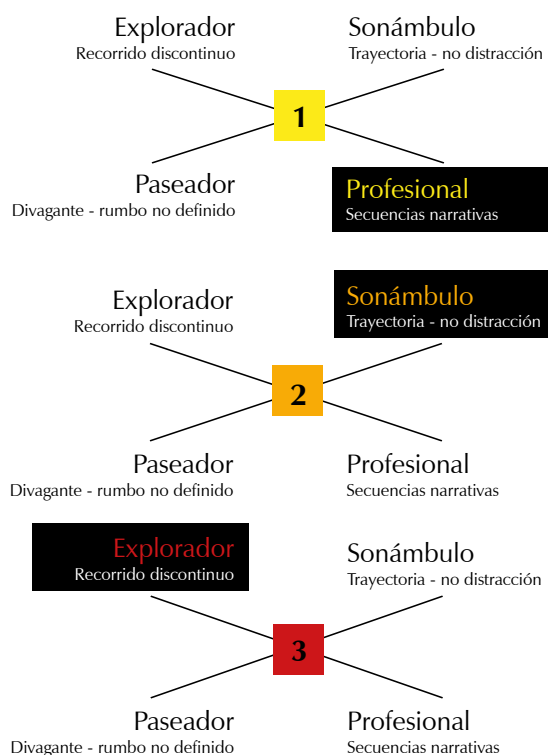 Explorador
Recorrido discontinuo
Sonámbulo
Trayectoria - no distracción
1
Paseador
Divagante - rumbo no definido
Profesional
Secuencias narrativas
Explorador
Recorrido discontinuo
Sonámbulo
Trayectoria - no distracción
2
Paseador
Divagante - rumbo no definido
Profesional
Secuencias narrativas
Explorador
Recorrido discontinuo
Sonámbulo
Trayectoria - no distracción
3
Paseador
Divagante - rumbo no definido
Profesional
Secuencias narrativas